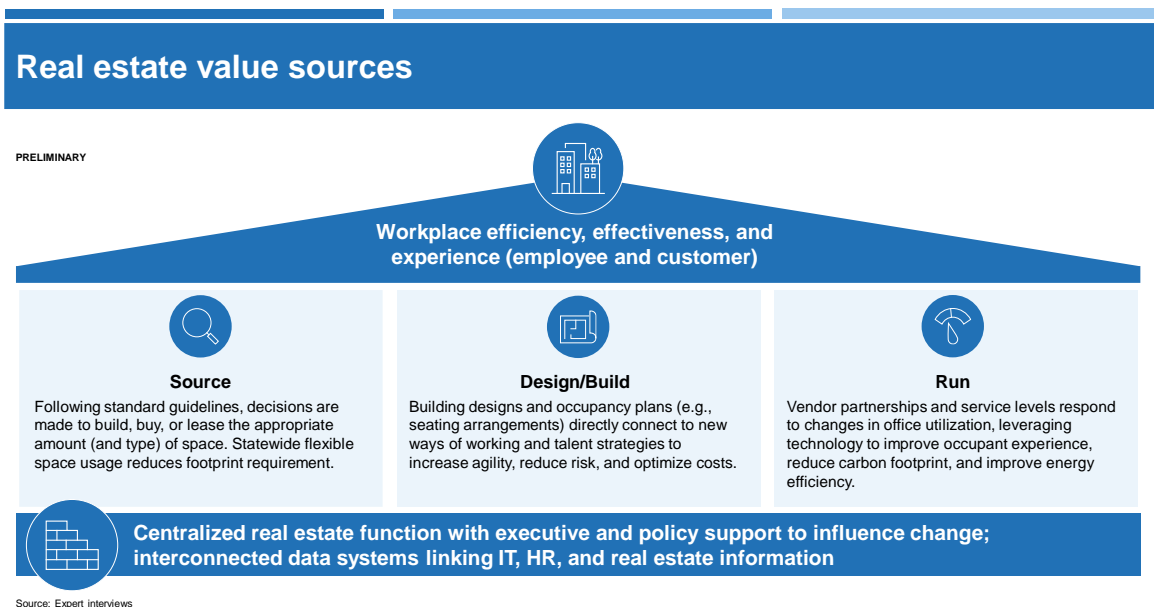 Real estate value sources
PRELIMINARY
Workplace efficiency, effectiveness, and
experience (employee and customer)
Source
Following standard guidelines, decisions are
made to build, buy, or lease the appropriate
amount (and type) of space. Statewide flexible
space usage reduces footprint requirement.
Design/Build
Building designs and occupancy plans (e.g.,
seating arrangements) directly connect to new
ways of working and talent strategies to
increase agility, reduce risk, and optimize costs.
Run
Vendor partnerships and service levels respond
to changes in office utilization, leveraging
technology to improve occupant experience,
reduce carbon footprint, and improve energy
efficiency.
Centralized real estate function with executive and policy support to influence change;
interconnected data systems linking IT, HR, and real estate information
Source: Expert interviews